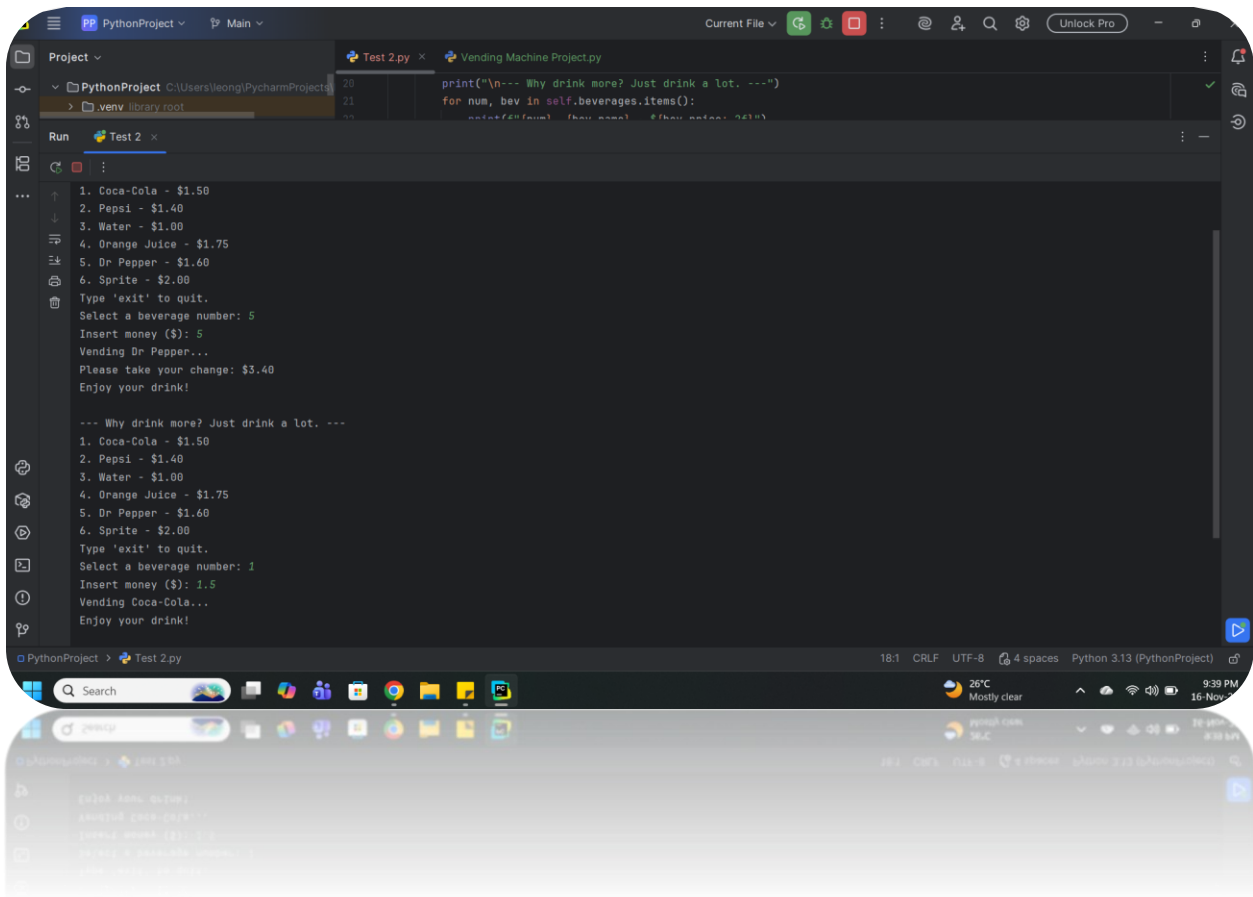 PP PythonProject Main Current File Unlock Pro
Project
Test 2.py
Vending Machine Project.py
PythonProject C:\Users\leong\PycharmProjects\
.venv library root
20 print("\n--- Why drink more? Just drink a lot. ---")
21 for num, bev in self.beverages.items():
Run Test 2
1. Coca-Cola - $1.50
2. Pepsi - $1.40
3. Water - $1.00
4. Orange Juice - $1.75
5. Dr Pepper - $1.60
6. Sprite - $2.00
Type 'exit' to quit.
Select a beverage number: 5
Insert money ($): 5
Vending Dr Pepper...
Please take your change: $3.40
Enjoy your drink!
--- Why drink more? Just drink a lot. ---
1. Coca-Cola - $1.50
2. Pepsi - $1.40
3. Water - $1.00
4. Orange Juice - $1.75
5. Dr Pepper - $1.60
6. Sprite - $2.00
Type 'exit' to quit.
Select a beverage number: 1
Insert money ($): 1.5
Vending Coca-Cola...
Enjoy your drink!
PythonProject > Test 2.py 18:1 CRLF UTF-8 4 spaces Python 3.13 (PythonProject)
Search
26°C
Mostly clear
9:39 PM
16-Nov-